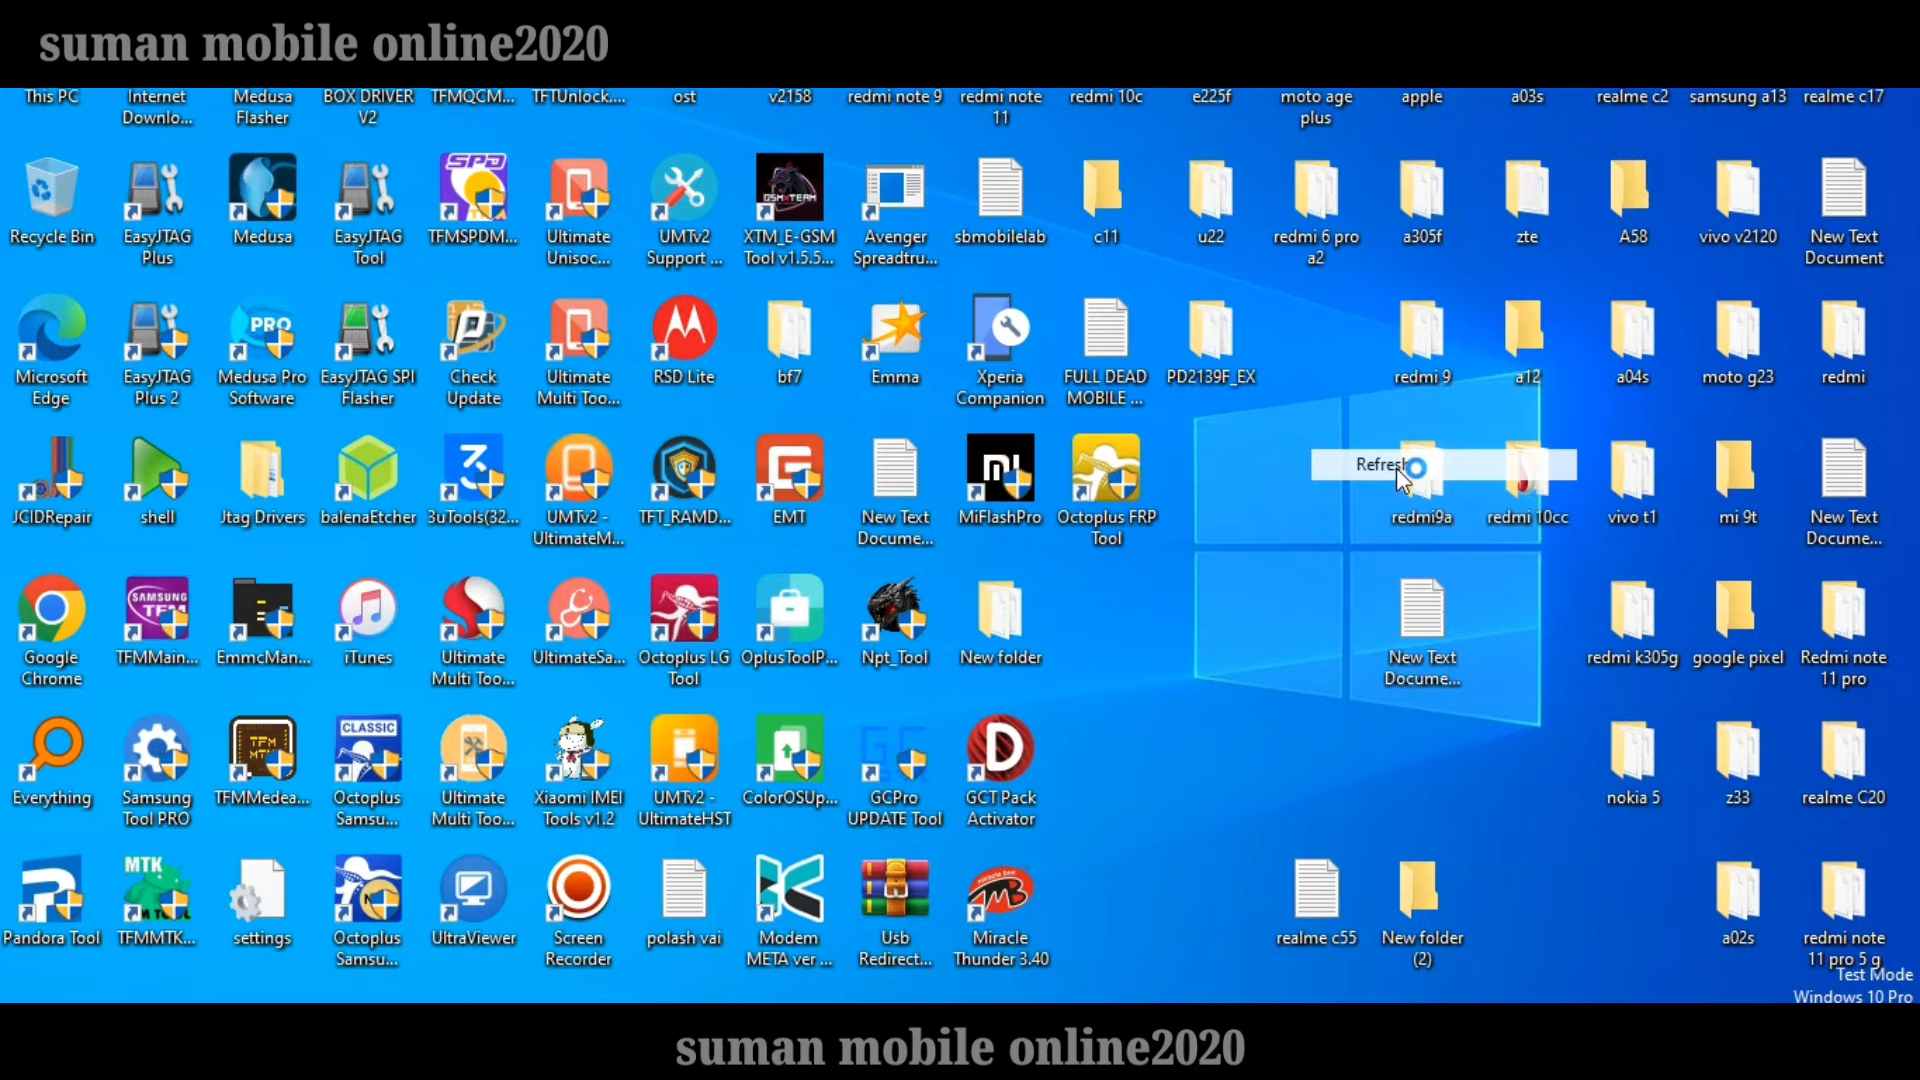 suman mobile online2020
This PC
Internet
Downlo...
Medusa
Flasher
BOX DRIVER
V2
TFMQCM...
TFTUnlock....
ost
v2158
redmi note 9
redmi note
11
redmi 10c
e225f
moto age
plus
apple
a03s
realme c2
samsung a13
realme c17
SPD
GSMXTEAM
Recycle Bin
EasyJTAG
Plus
Medusa
EasyJTAG
Tool
TFMSPDM...
Ultimate
Unisoc...
UMTv2
Support ...
XTM_E-GSM
Tool v1.5.5...
Avenger
Spreadtru...
sbmobilelab
c11
u22
redmi 6 pro
a2
a305f
zte
A58
vivo v2120
New Text
Document
PRO
Microsoft
Edge
EasyJTAG
Plus 2
Medusa Pro
Software
EasyJTAG SPI
Flasher
Check
Update
Ultimate
Multi Too...
RSD Lite
bf7
Emma
Xperia
Companion
FULL DEAD
MOBILE ...
PD2139F_EX
redmi 9
a12
a04s
moto g23
redmi
Refresh
JCIDRepair
shell
Jtag Drivers
balenaEtcher
3uTools(32...
UMTv2 -
UltimateM...
TFT_RAMD...
EMT
New Text
Docume...
MiFlashPro
Octoplus FRP
Tool
redmi9a
redmi 10cc
vivo t1
mi 9t
New Text
Docume...
SAMSUNG
TFM
Google
Chrome
TFMMain...
EmmcMan...
iTunes
Ultimate
Multi Too...
UltimateSa...
Octoplus LG
Tool
OplusToolP...
Npt_Tool
New folder
New Text
Docume...
redmi k305g
google pixel
Redmi note
11 pro
TFM
MTK
CLASSIC
D
Everything
Samsung
Tool PRO
TFMMedea...
Octoplus
Samsu...
Ultimate
Multi Too...
Xiaomi IMEI
Tools v1.2
UMTv2 -
UltimateHST
ColorOSUp...
GCPro
UPDATE Tool
GCT Pack
Activator
nokia 5
z33
realme C20
MTK
miracle box
MB
Pandora Tool
TFMMTK...
settings
Octoplus
Samsu...
UltraViewer
Screen
Recorder
polash vai
Modem
META ver ...
Usb
Redirect...
Miracle
Thunder 3.40
realme c55
New folder
(2)
a02s
redmi note
11 pro 5 g
Test Mode
Windows 10 Pro
suman mobile online2020